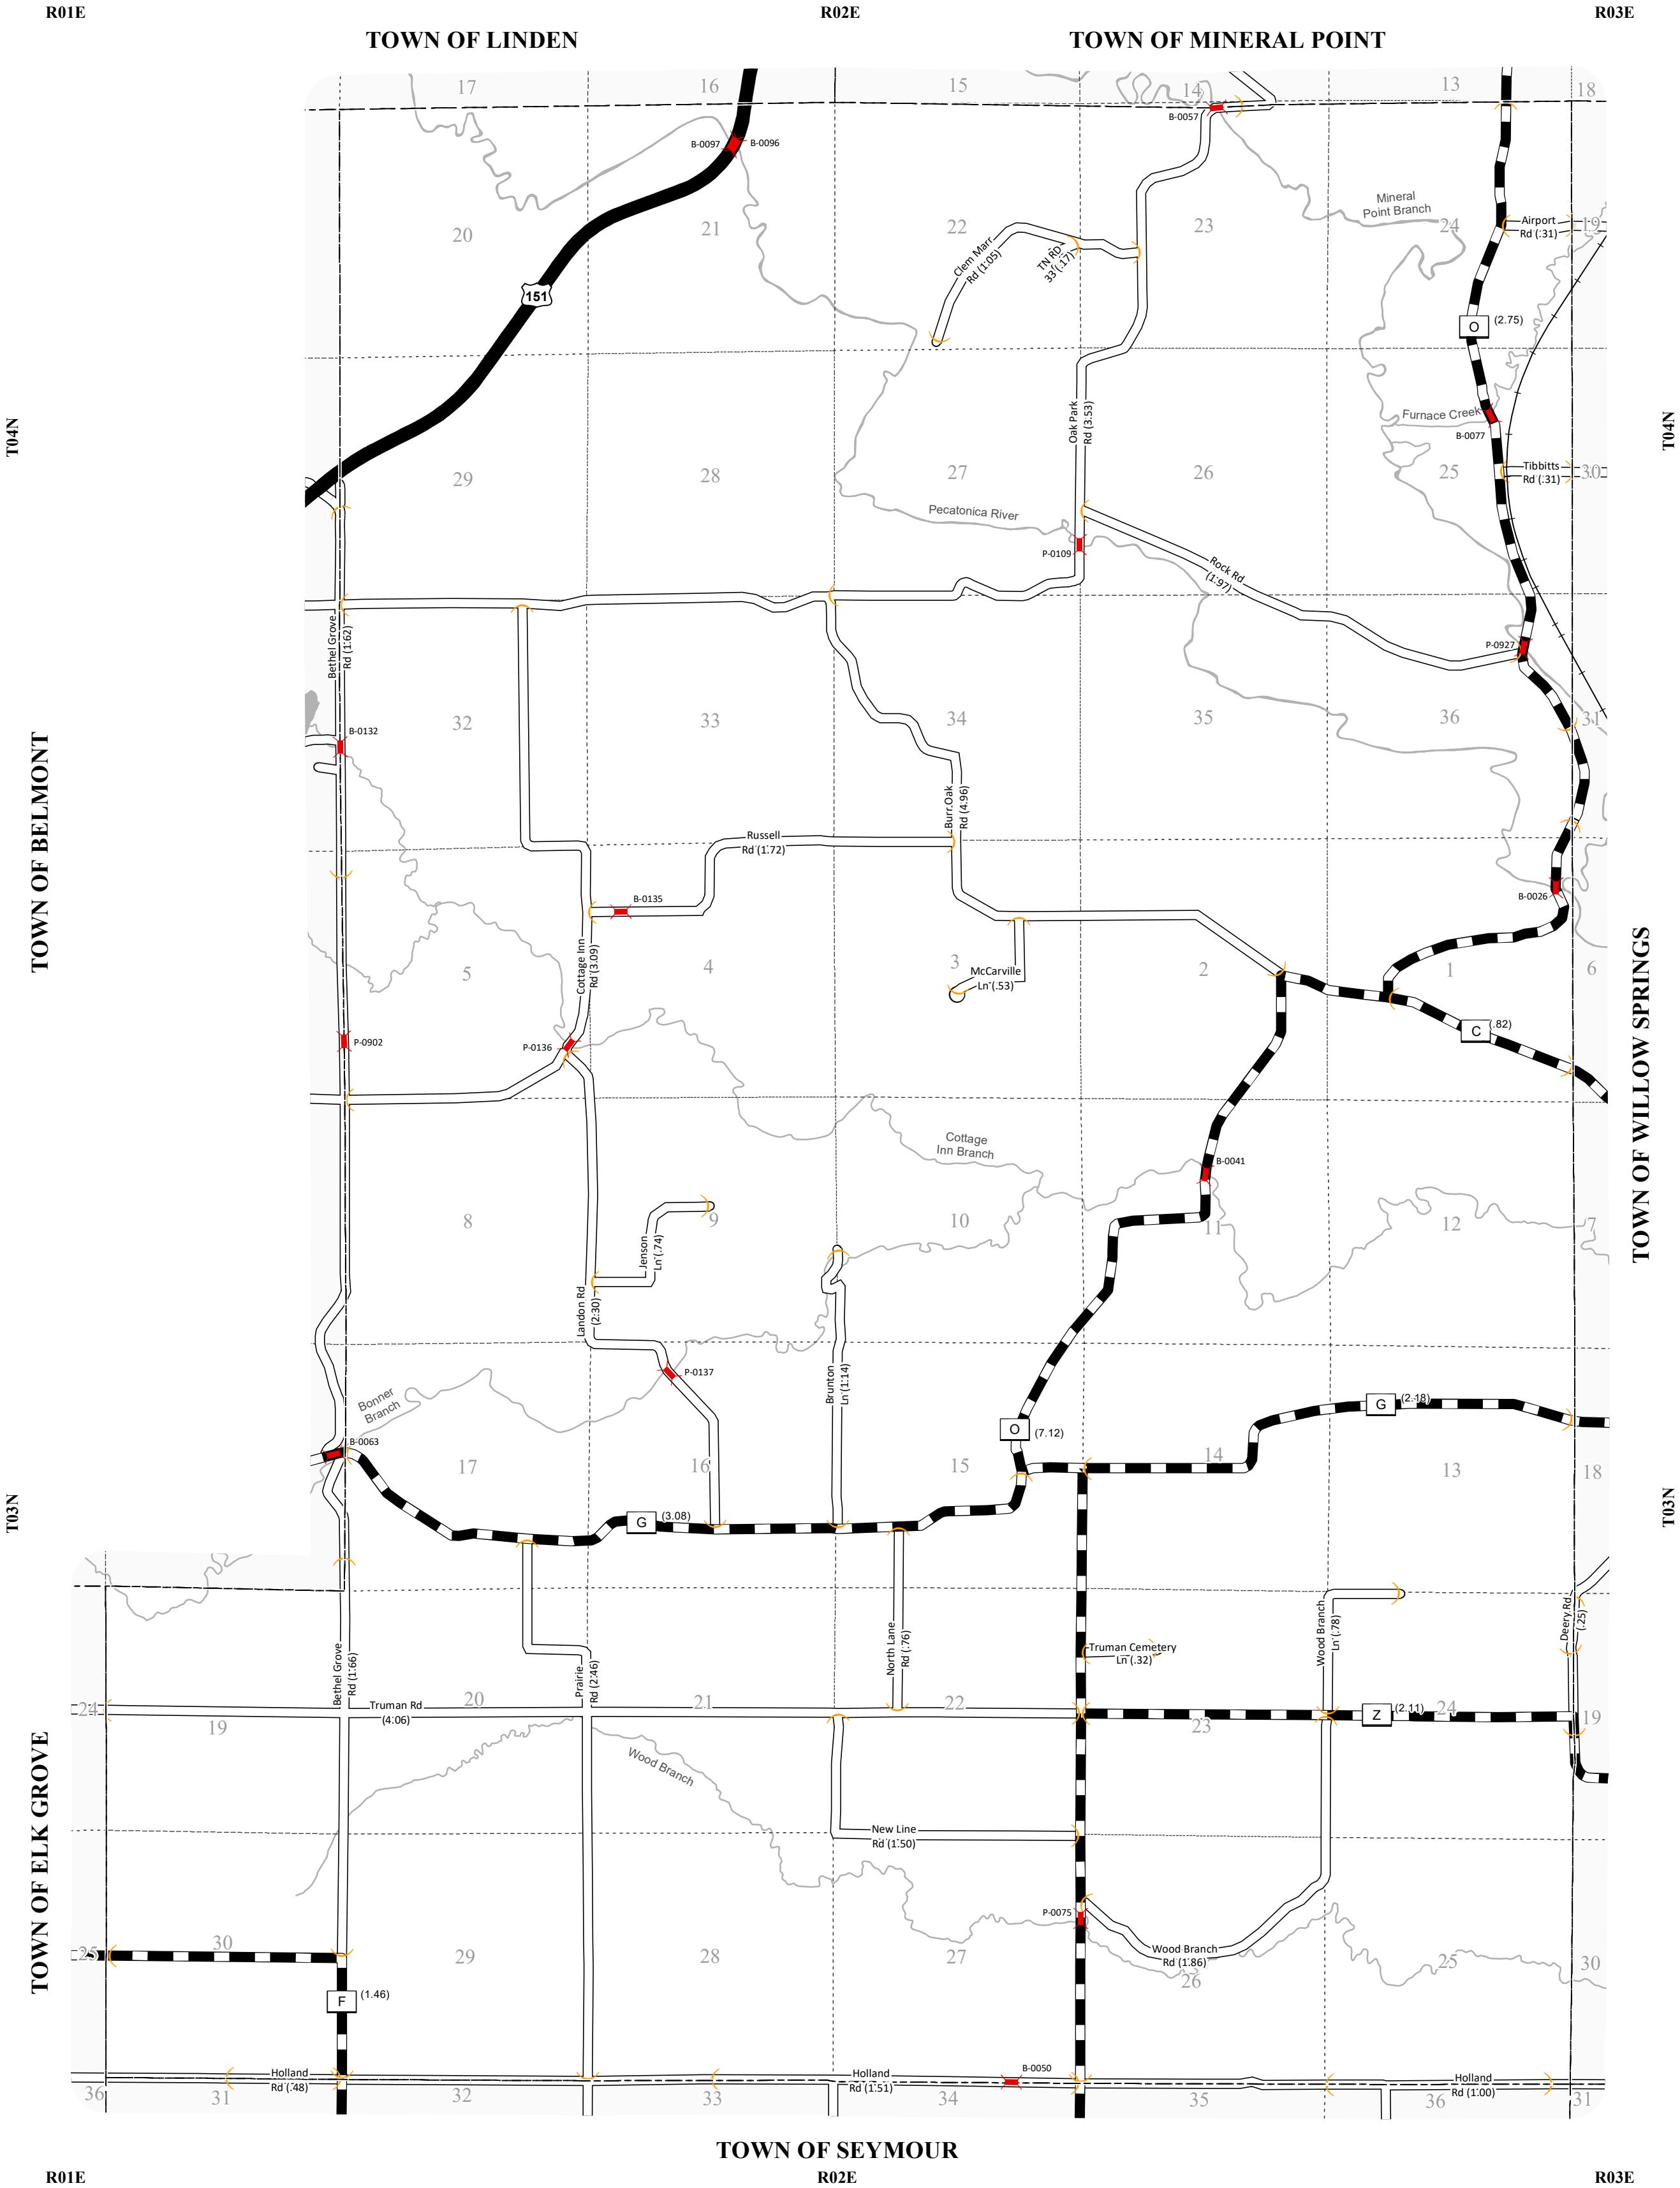 R01E
R02E
R03E
TOWN OF LINDEN
TOWN OF MINERAL POINT
17
16
15
14
13
18
B-0057
B-0097
B-0096
Mineral
Point Branch
20
21
22
23
24
19
Airport
Rd (.31)
Clem Marr
Rd (1.05)
TN RD
33 (.17)
151
O
(2.75)
T04N
T04N
Oak Park
Rd (3.53)
Furnace Creek
B-0077
29
28
27
26
25
30
Tibbitts
Rd (.31)
Pecatonica River
P-0109
Rock Rd
(1.97)
Bethel Grove
Rd (1.62)
P-0927
32
33
34
35
36
31
B-0132
TOWN OF BELMONT
Burr Oak
Rd (4.96)
Russell
Rd (1.72)
B-0135
B-0026
Cottage Inn
Rd (3.09)
5
4
3
2
1
6
McCarville
Ln (.53)
C
(.82)
P-0902
P-0136
TOWN OF WILLOW SPRINGS
Cottage
Inn Branch
B-0041
8
9
10
11
12
7
Jenson
Ln (.74)
Landon Rd
(2.30)
P-0137
Brunton
Ln (1.14)
Bonner
Branch
G
(2.18)
O
(7.12)
B-0063
17
16
15
14
13
18
T03N
T03N
G
(3.08)
Wood Branch
Ln (.78)
Deery Rd
(.25)
North Lane
Rd (.76)
Truman Cemetery
Ln (.32)
Bethel Grove
Rd (1.66)
Prairie
Rd (2.46)
24
19
20
21
22
23
24
19
Truman Rd
(4.06)
Z
(2.11)
Wood Branch
TOWN OF ELK GROVE
New Line
Rd (1.50)
P-0075
Wood Branch
Rd (1.86)
25
30
29
28
27
26
25
30
F
(1.46)
B-0050
Holland
Rd (.48)
Holland
Rd (1.51)
Holland
Rd (1.00)
36
31
32
33
34
35
36
31
TOWN OF SEYMOUR
R01E
R02E
R03E